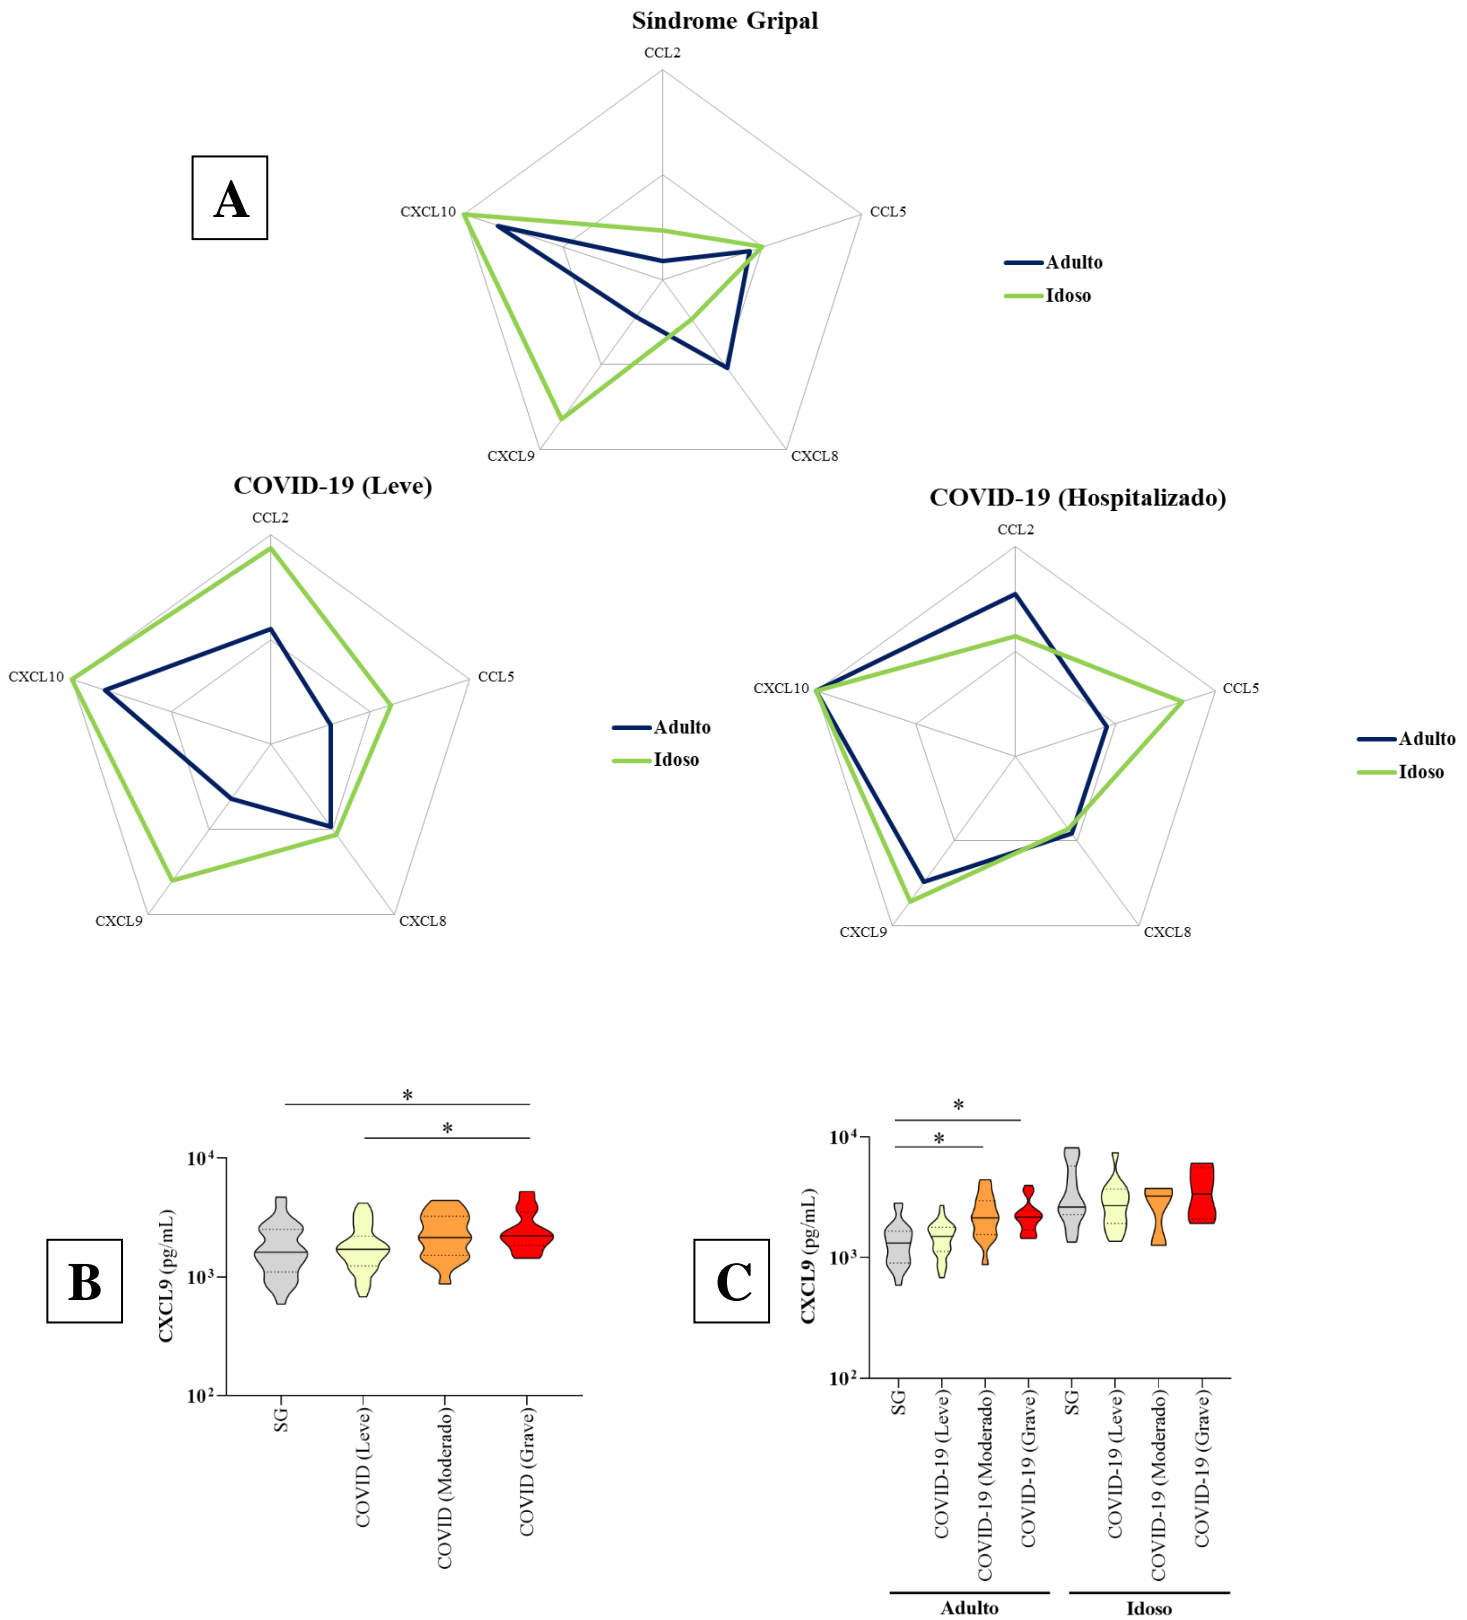 Síndrome Gripal
CCL2
A
CXCL10
CCL5
Adulto
Idoso
CXCL9
CXCL8
COVID-19 (Leve)
CCL2
CXCL10
CCL5
Adulto
Idoso
CXCL9
CXCL8
COVID-19 (Hospitalizado)
CCL2
CXCL10
CCL5
Adulto
Idoso
CXCL9
CXCL8
B
CXCL9 (pg/mL)
10⁴
10³
10²
*
*
SG
COVID (Leve)
COVID (Moderado)
COVID (Grave)
C
CXCL9 (pg/mL)
10⁴
10³
10²
*
*
SG
COVID-19 (Leve)
COVID-19 (Moderado)
COVID-19 (Grave)
SG
COVID-19 (Leve)
COVID-19 (Moderado)
COVID-19 (Grave)
Adulto
Idoso